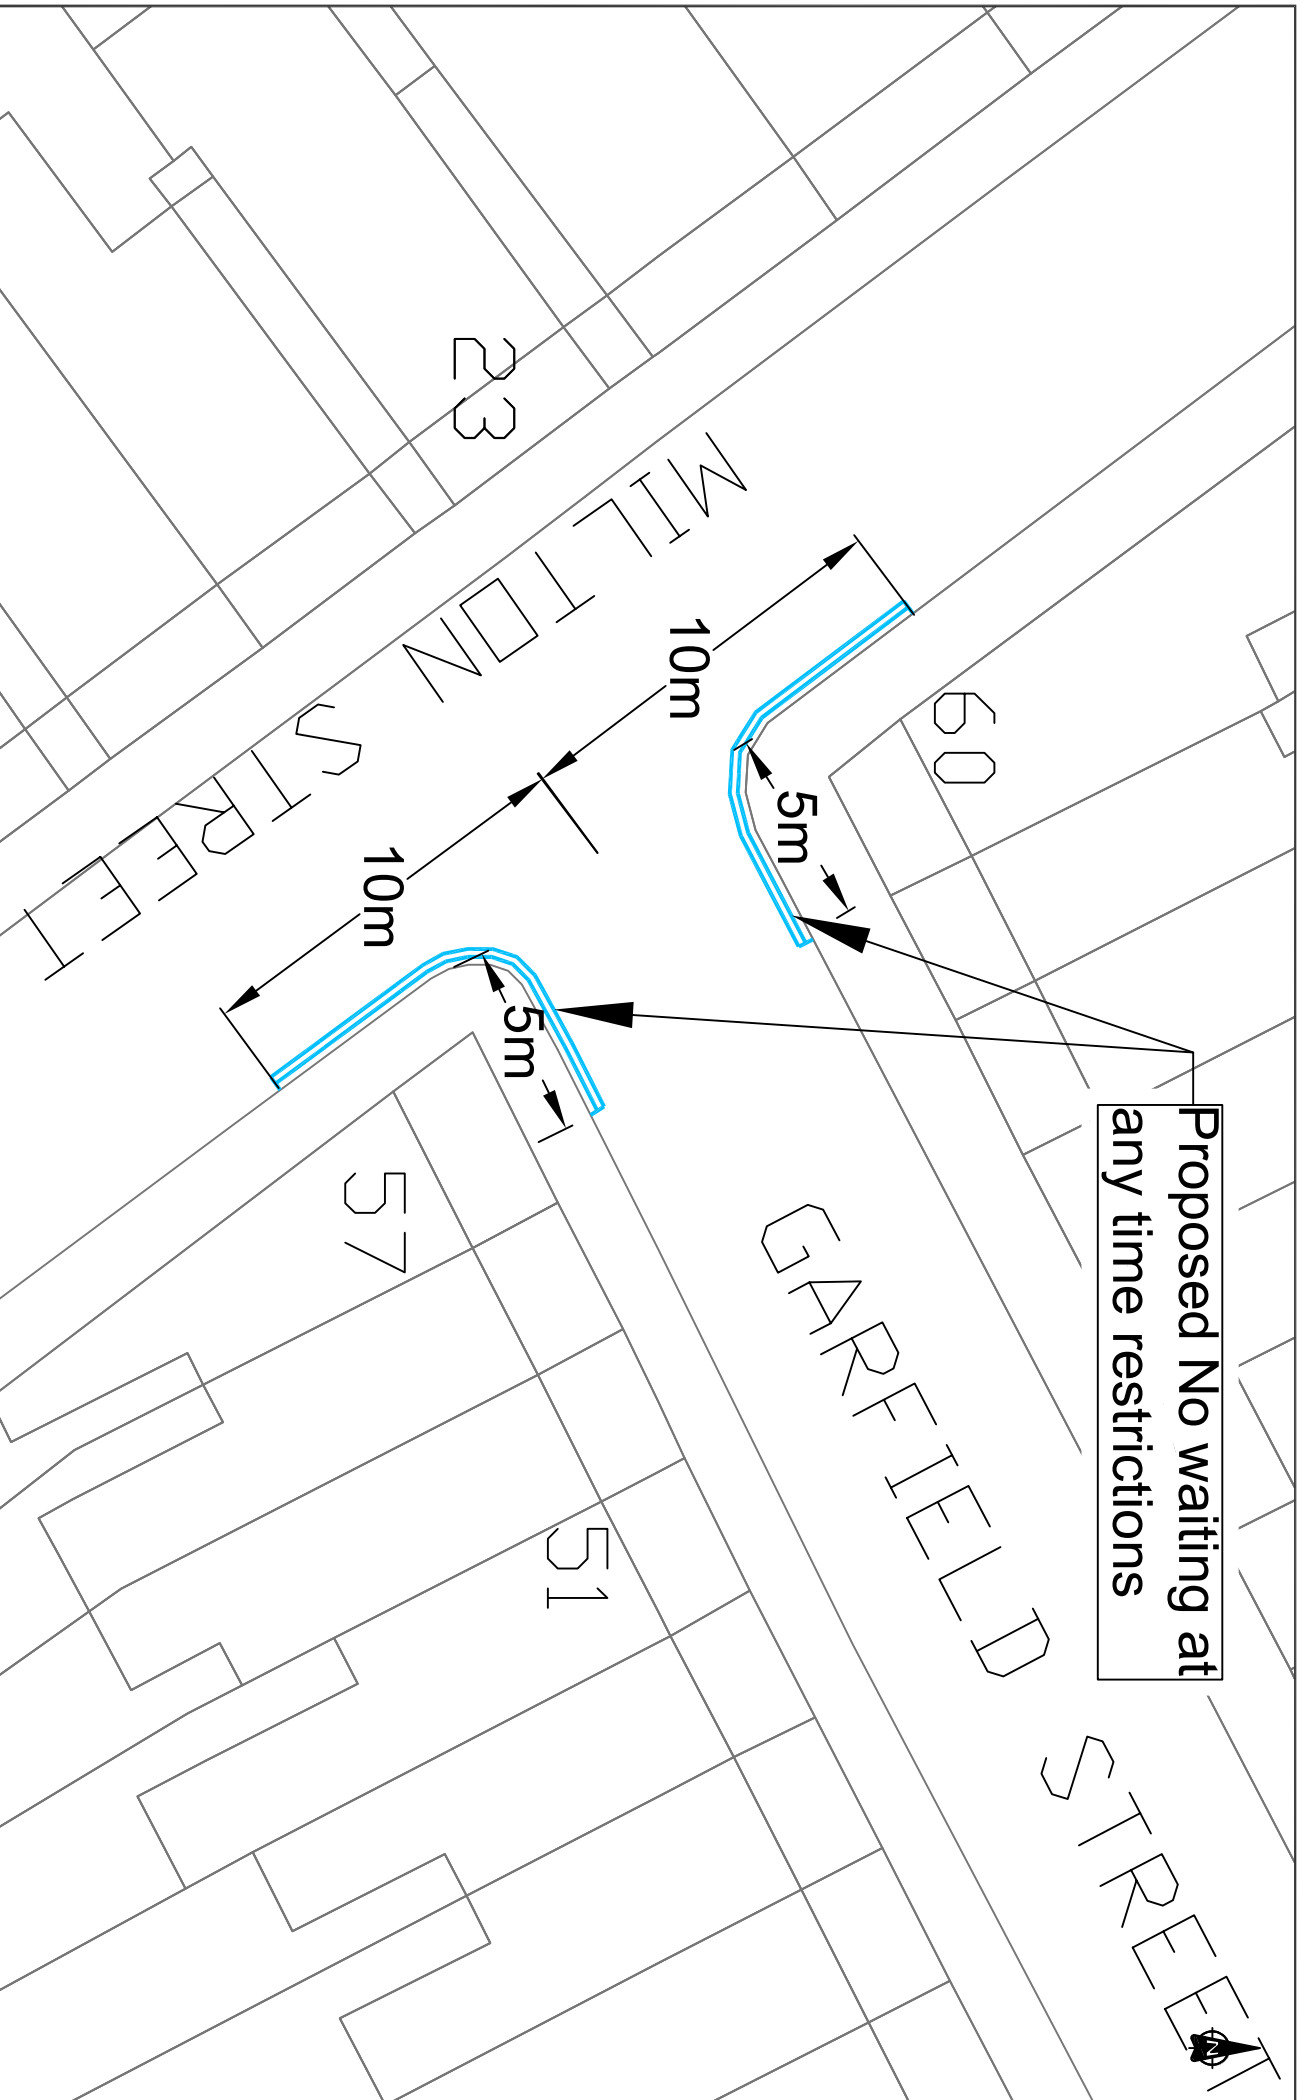 23
MILTON STREET
60
10m
5m
10m
5m
Proposed No waiting at
any time restrictions
57
51
GARFIELD STREET
N